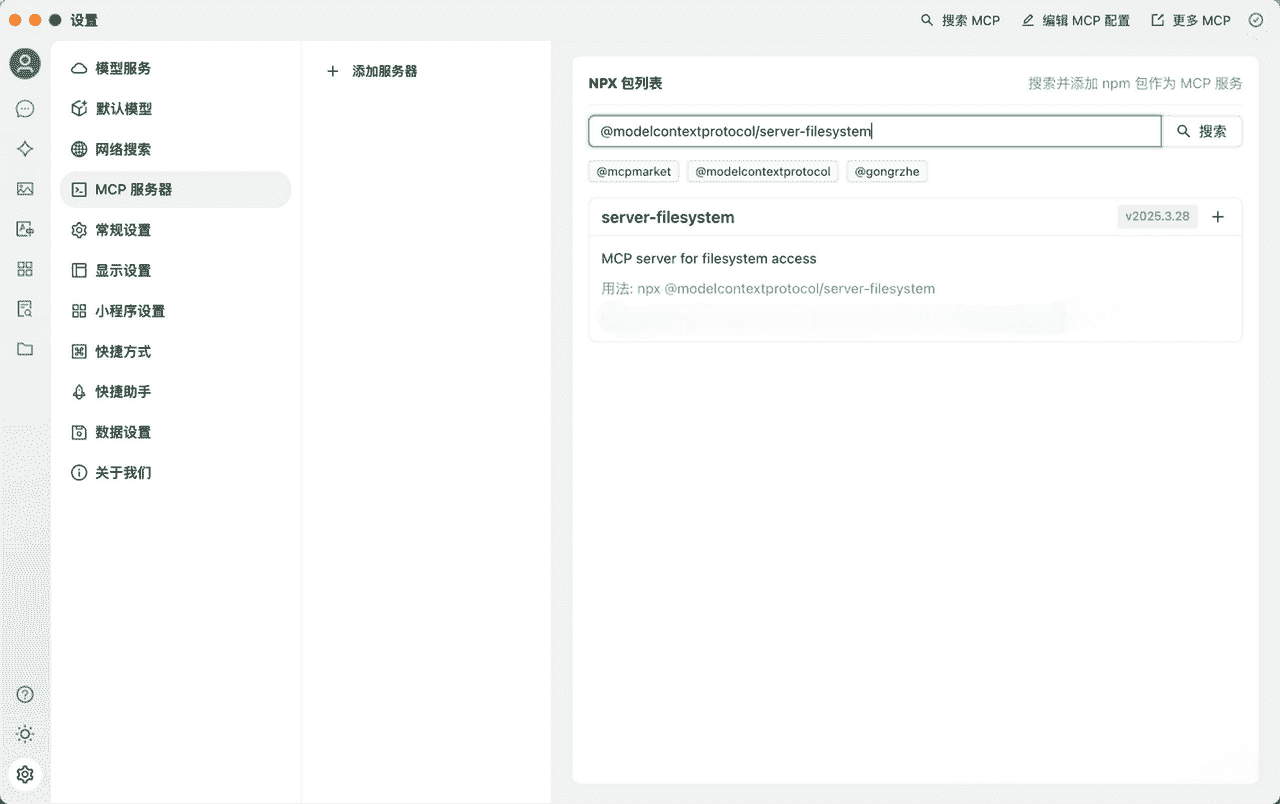 设置
搜索 MCP
编辑 MCP 配置
更多 MCP
模型服务
默认模型
网络搜索
MCP 服务器
常规设置
显示设置
小程序设置
快捷方式
快捷助手
数据设置
关于我们
添加服务器
NPX 包列表
搜索并添加 npm 包作为 MCP 服务
@modelcontextprotocol/server-filesystem
搜索
@mcpmarket
@modelcontextprotocol
@gongrzhe
server-filesystem
v2025.3.28
MCP server for filesystem access
用法: npx @modelcontextprotocol/server-filesystem